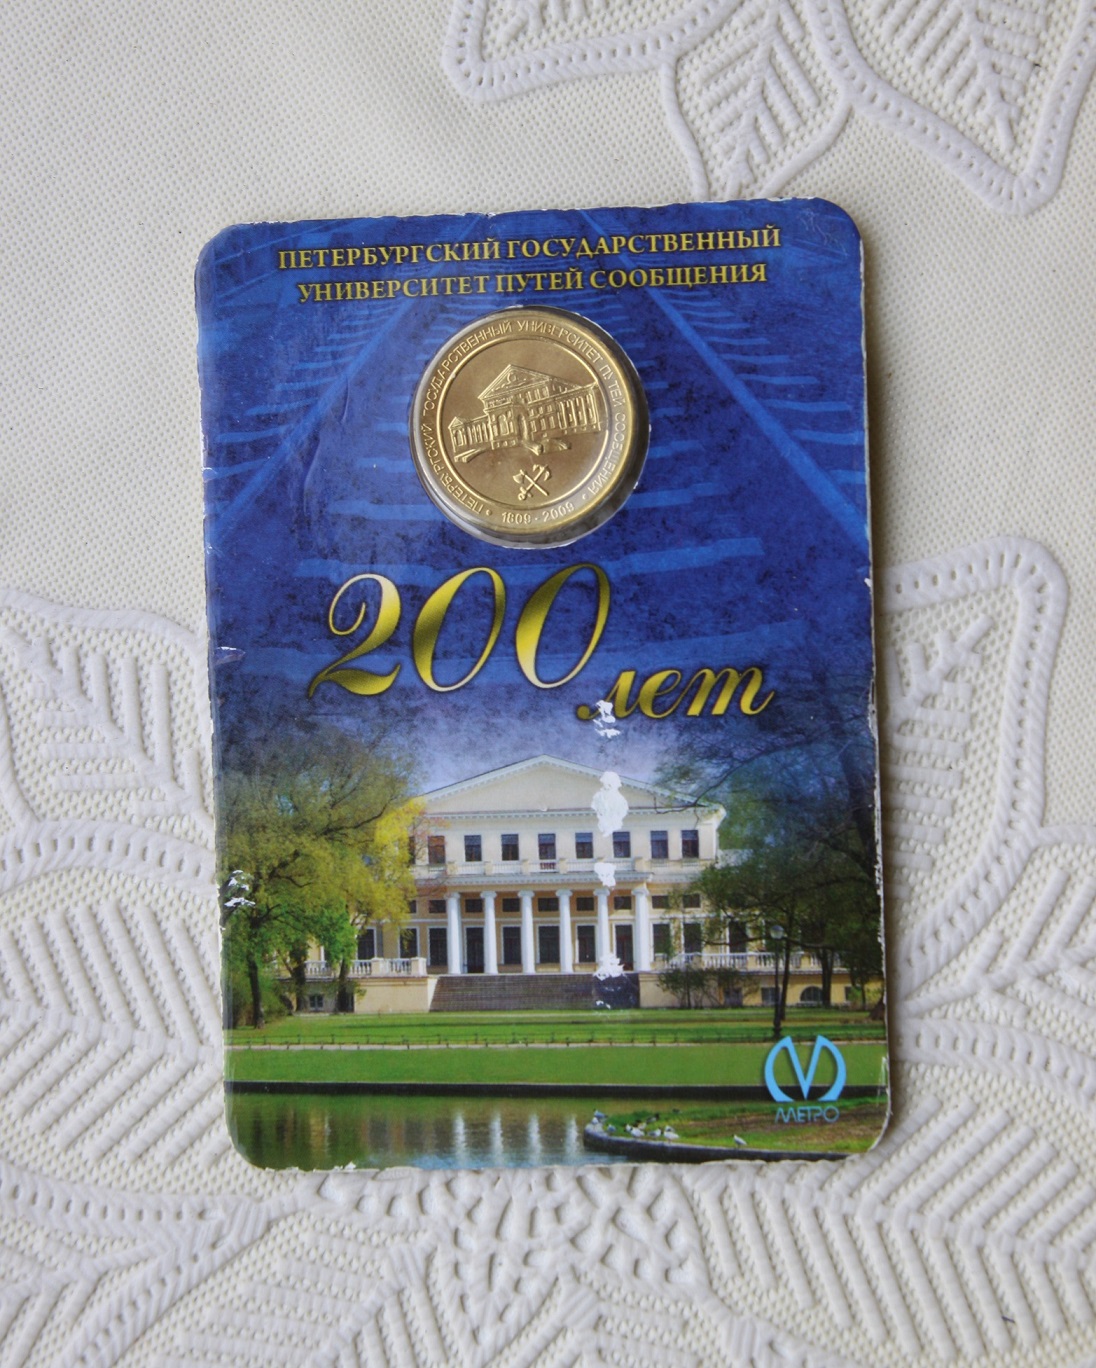 ПЕТЕРБУРГСКИЙ ГОСУДАРСТВЕННЫЙ
УНИВЕРСИТЕТ ПУТЕЙ СООБЩЕНИЯ
ПЕТЕРБУРГСКИЙ ГОСУДАРСТВЕННЫЙ УНИВЕРСИТЕТ ПУТЕЙ СООБЩЕНИЯ
• 1809 · 2009 •
200 лет
МЕТРО